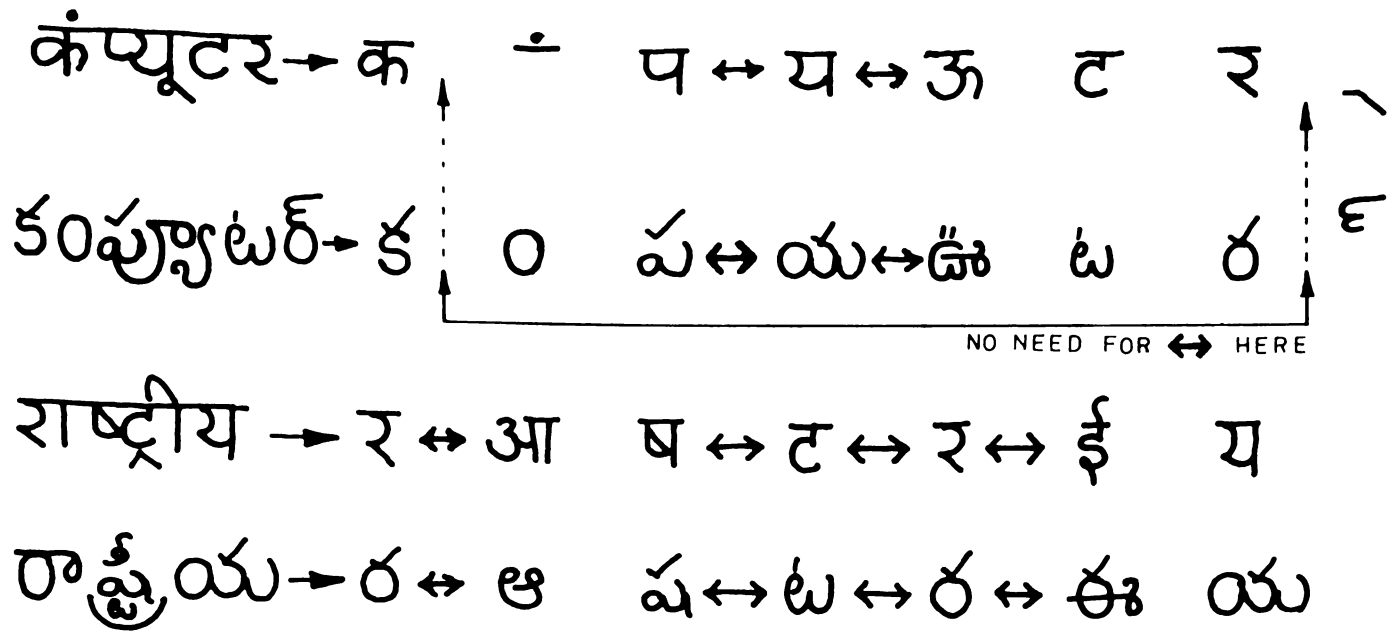 कंप्यूटर → क ं प ↔ य ↔ ऊ ट र ्
కంప్యూటర్ → క ం ప ↔ య ↔ ఊ ట ర ్
NO NEED FOR ↔ HERE
राष्ट्रीय → र ↔ आ ष ↔ ट ↔ र ↔ ई य
రాష్ట్రీయ → ర ↔ ఆ ష ↔ ట ↔ ర ↔ ఈ య